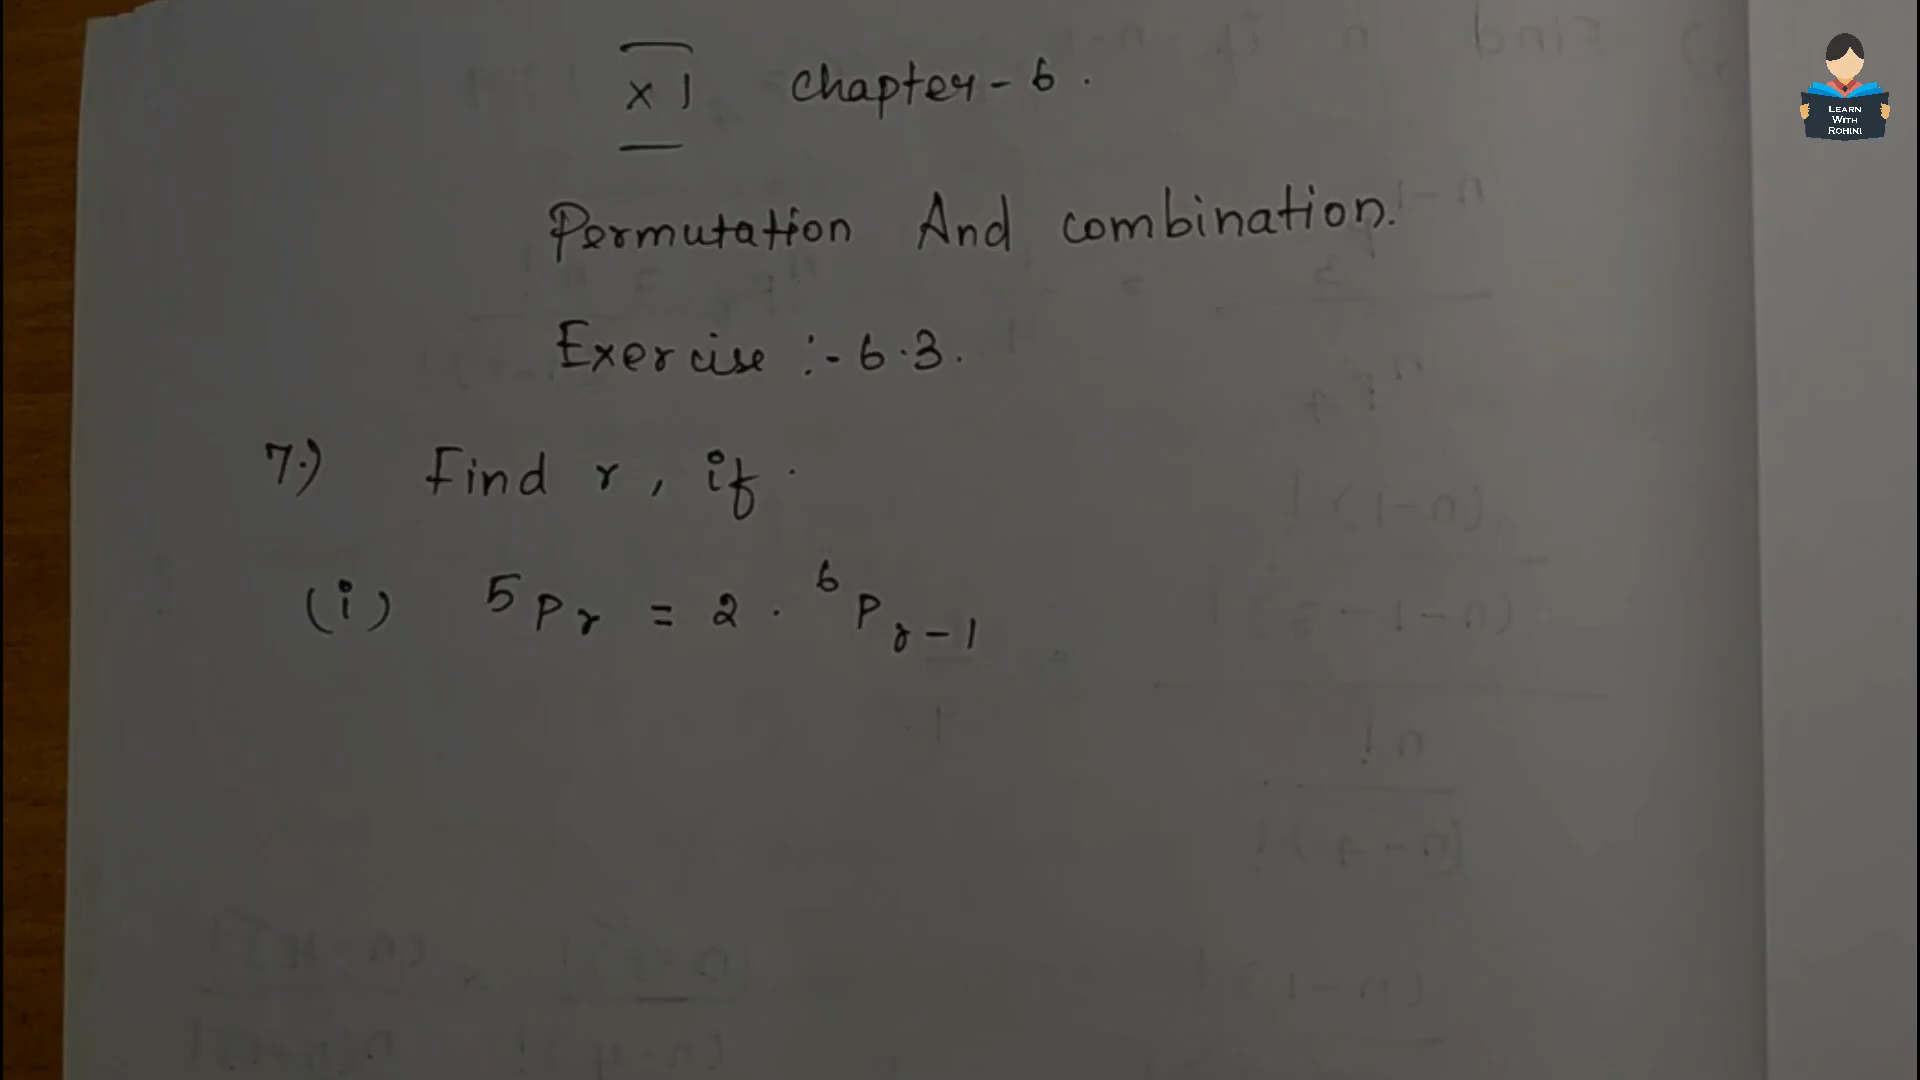 XI Chapter - 6.
Permutation And combination.
Exercise :- 6.3.
7.) Find r, if
(i) ⁵Pᵣ = 2 . ⁶Pᵣ₋₁
LEARN
WITH
ROHINI